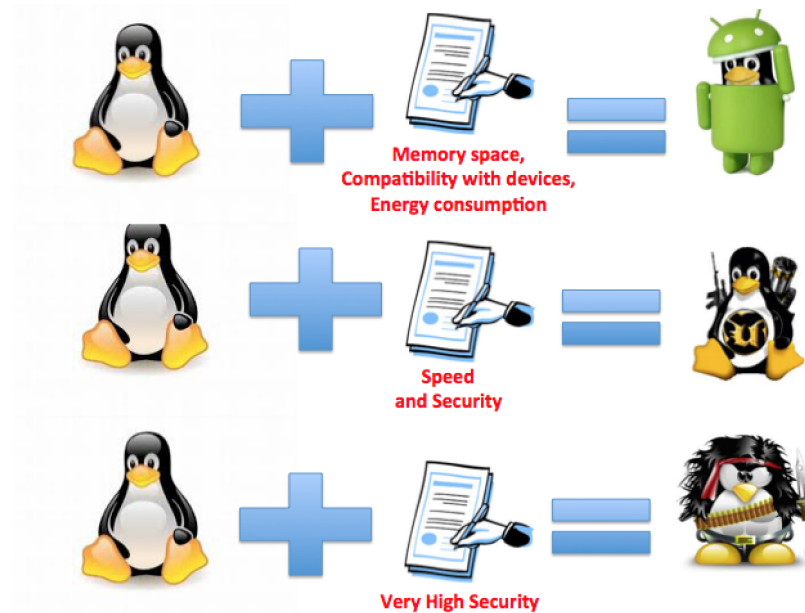 Memory space,
Compatibility with devices,
Energy consumption
Speed
and Security
Very High Security